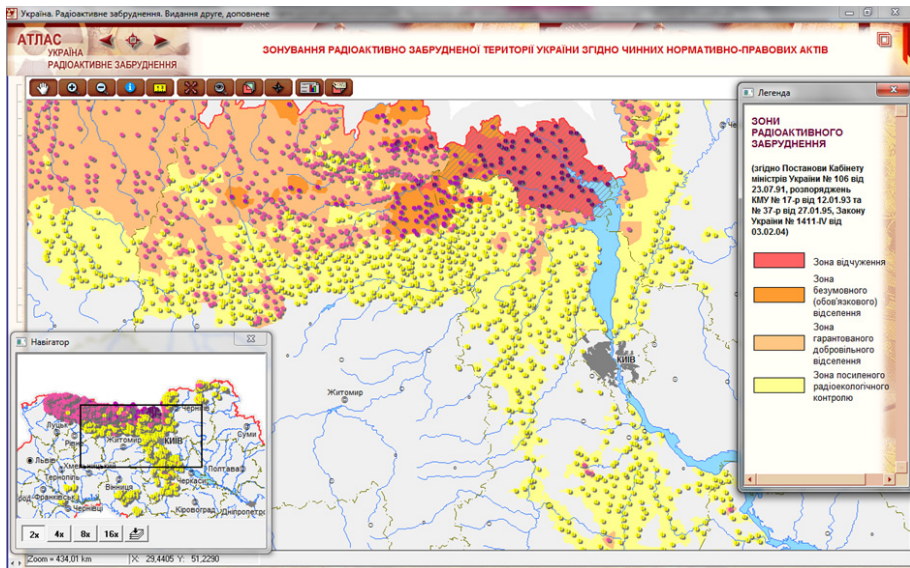 Україна. Радіоактивне забруднення. Видання друге, доповнене
АТЛАС
УКРАЇНА
РАДІОАКТИВНЕ ЗАБРУДНЕННЯ
ЗОНУВАННЯ РАДІОАКТИВНО ЗАБРУДНЕНОЇ ТЕРИТОРІЇ УКРАЇНИ ЗГІДНО ЧИННИХ НОРМАТИВНО-ПРАВОВИХ АКТІВ
Легенда
ЗОНИ
РАДІОАКТИВНОГО
ЗАБРУДНЕННЯ
(згідно Постанови Кабінету
міністрів України № 106 від
23.07.91, розпоряджень
КМУ № 17-р від 12.01.93 та
№ 37-р від 27.01.95, Закону
України № 1411-IV від
03.02.04)
Зона відчуження
Зона
безумовного
(обов'язкового)
відселення
Зона
гарантованого
добровільного
відселення
Зона посиленого
радіоекологічного
контролю
КИЇВ
Житомир
Навігатор
Чернігів
Луцьк
Рівне
Житомир
КИЇВ
Суми
Львів
Хмельницький
Полтава
Тернопіль
Вінниця
Черкаси
Франківськ
Чернівці
Кіровоград
Дніпропетр
2x
4x
8x
16x
Zoom = 434,01 km
X: 29,4405 Y: 51,2290